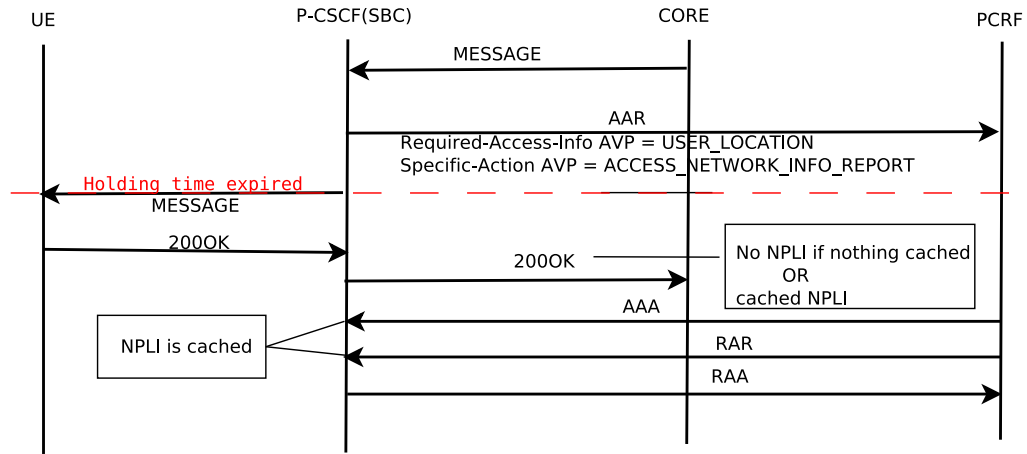 UE
P-CSCF(SBC)
CORE
PCRF
MESSAGE
AAR
Required-Access-Info AVP = USER_LOCATION
Specific-Action AVP = ACCESS_NETWORK_INFO_REPORT
Holding time expired
MESSAGE
200OK
200OK
No NPLI if nothing cached
OR
cached NPLI
AAA
NPLI is cached
RAR
RAA